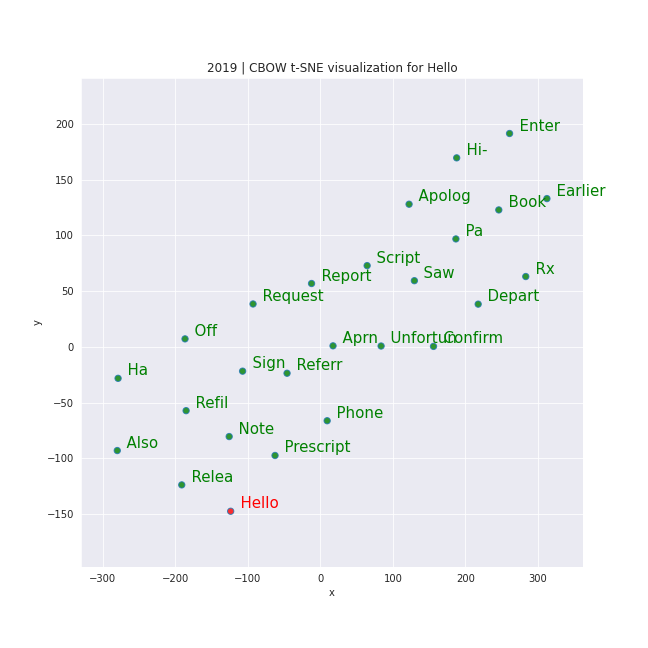 2019 | CBOW t-SNE visualization for Hello
Enter
Hi-
Earlier
Apolog
Book
Pa
Script
Rx
Report
Saw
Request
Depart
Off
Aprn
Unfortun
Confirm
Sign
Referr
Ha
Refil
Phone
Note
Also
Prescript
Relea
Hello
200
150
100
50
0
−50
−100
−150
y
−300 −200 −100 0 100 200 300
x